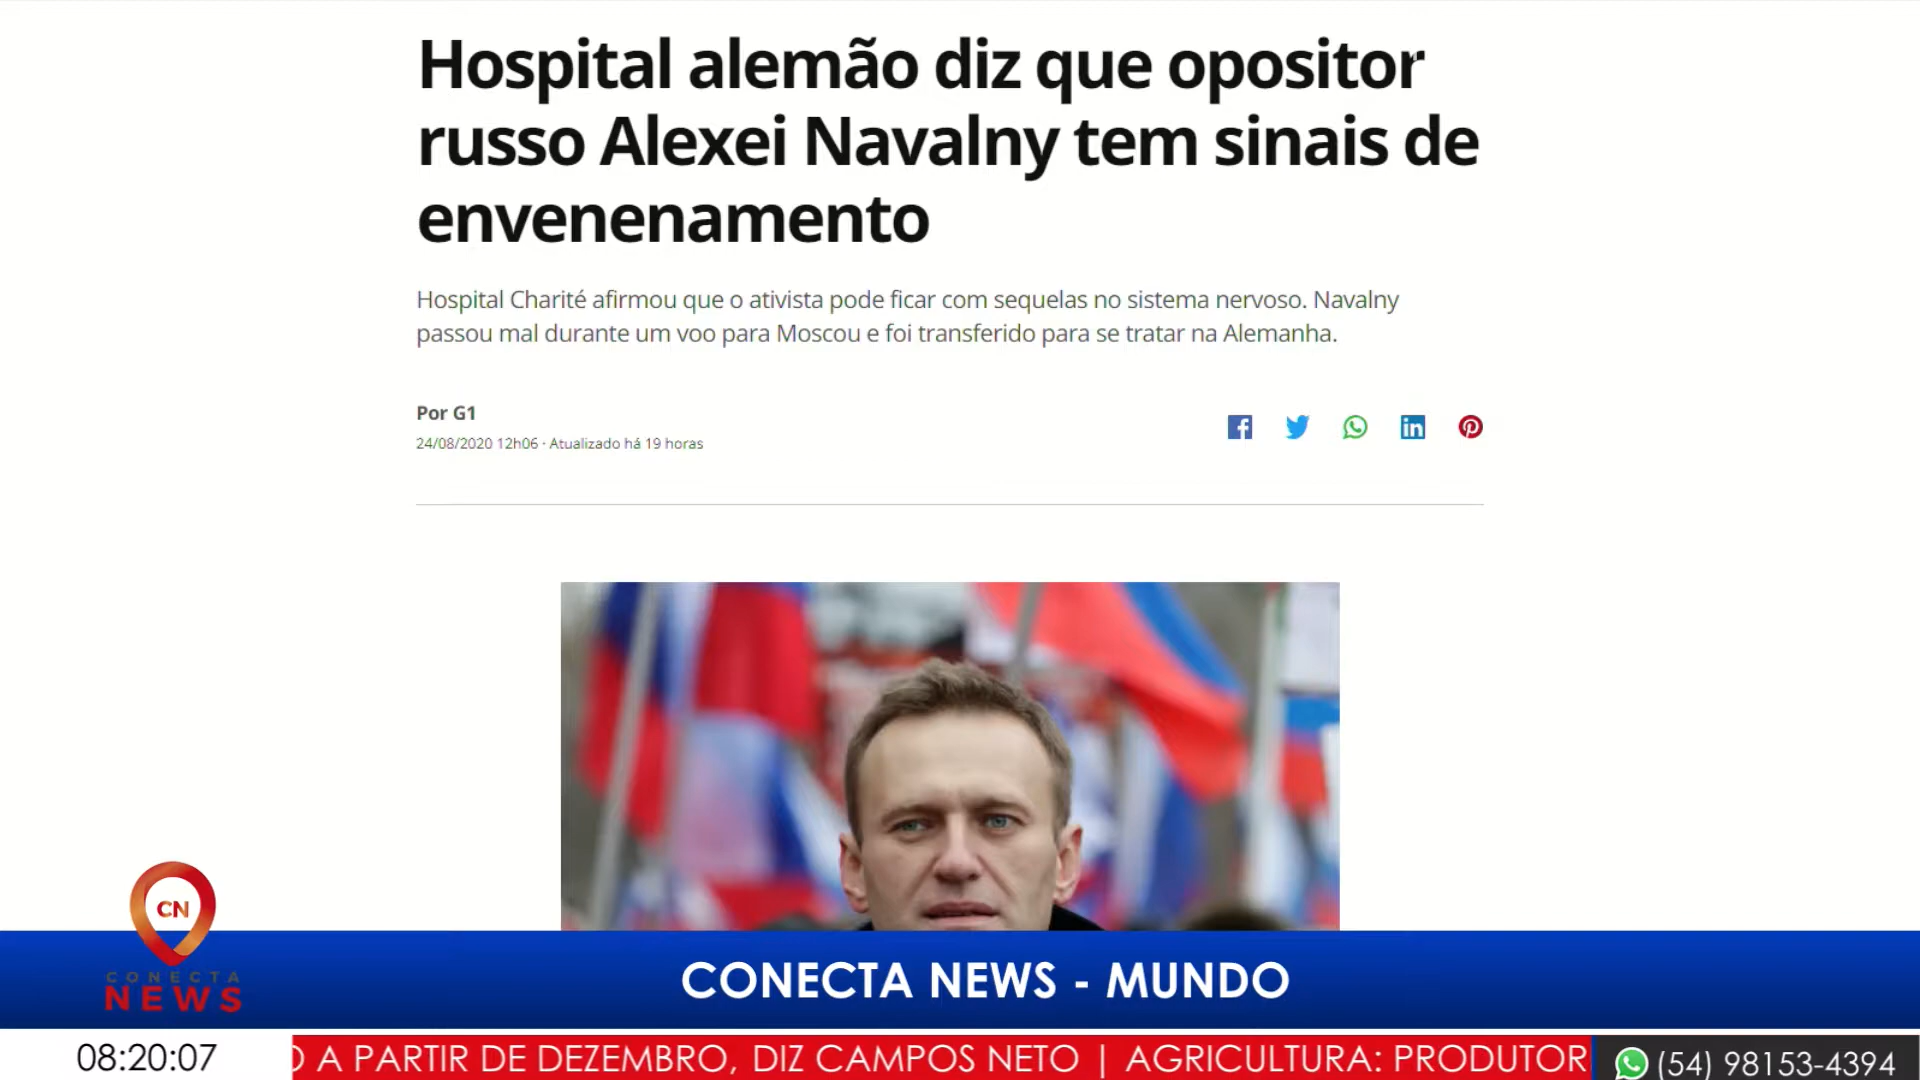 Hospital alemão diz que opositor
russo Alexei Navalny tem sinais de
envenenamento
Hospital Charité afirmou que o ativista pode ficar com sequelas no sistema nervoso. Navalny
passou mal durante um voo para Moscou e foi transferido para se tratar na Alemanha.
Por G1
24/08/2020 12h06 · Atualizado há 19 horas
CN
CONECTA
NEWS
CONECTA NEWS - MUNDO
08:20:07
O A PARTIR DE DEZEMBRO, DIZ CAMPOS NETO | AGRICULTURA: PRODUTOR
(54) 98153-4394